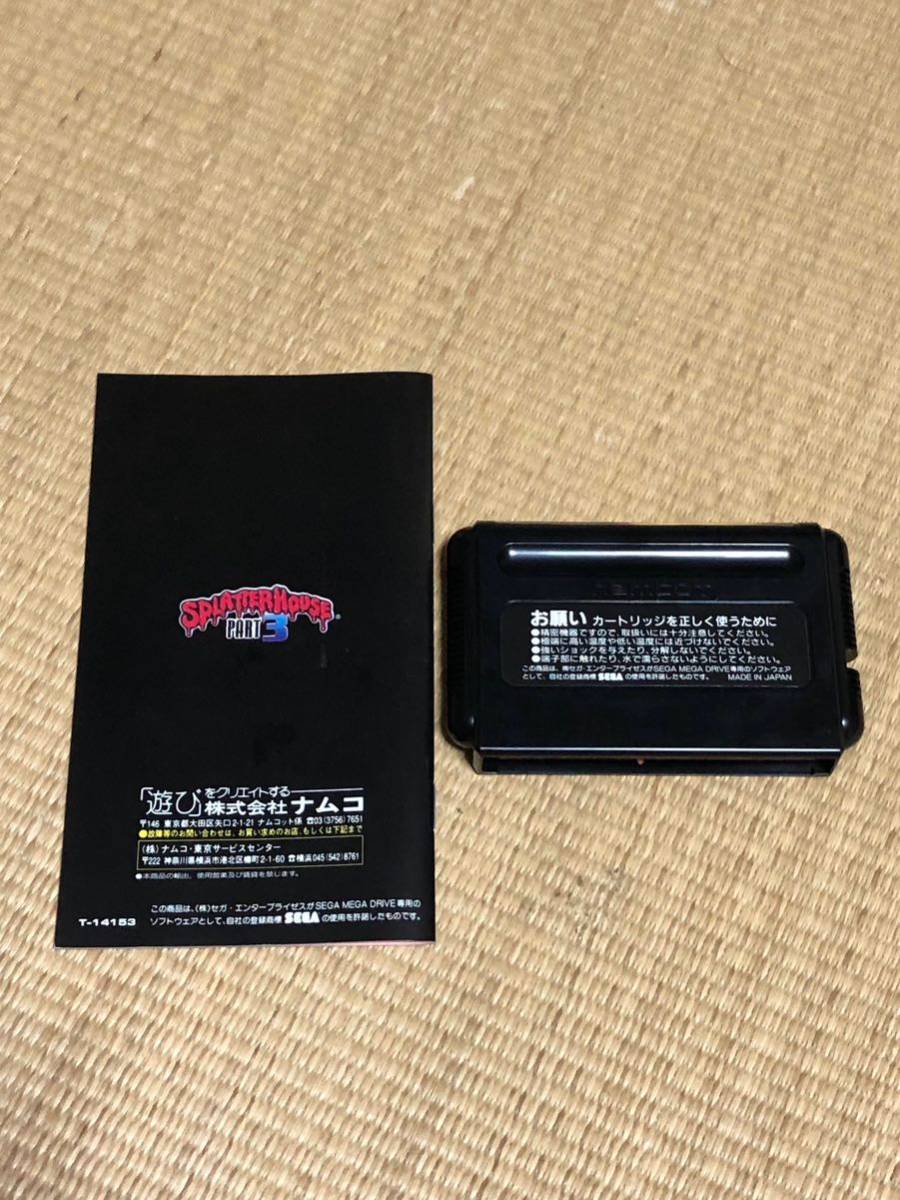 SPLATTERHOUSE
PART 3
「遊び」をクリエイトする
株式会社ナムコ
〒146 東京都大田区矢口2-1-21 ナムコット係 ☎03(3756)7651
●故障等のお問い合わせは、お買い求めのお店、もしくは下記まで
(株)ナムコ・東京サービスセンター
〒222 神奈川県横浜市港北区樽町2-1-60 ☎横浜045(542)8761
●本商品の輸出、使用営業及び賃貸を禁じます。
T-14153
この商品は、(株)セガ・エンタープライゼスがSEGA MEGA DRIVE専用の
ソフトウェアとして、自社の登録商標 SEGA の使用を許諾したものです。
namcot
お願い カートリッジを正しく使うために
●精密機器ですので、取扱いには十分注意してください。
●極端に高い温度や低い温度には近づけないでください。
●強いショックを与えたり、分解しないでください。
●端子部に触れたり、水で濡らさないようにしてください。
この商品は、(株)セガ・エンタープライゼスがSEGA MEGA DRIVE専用のソフトウェア
として、自社の登録商標 SEGA の使用を許諾したものです。 MADE IN JAPAN